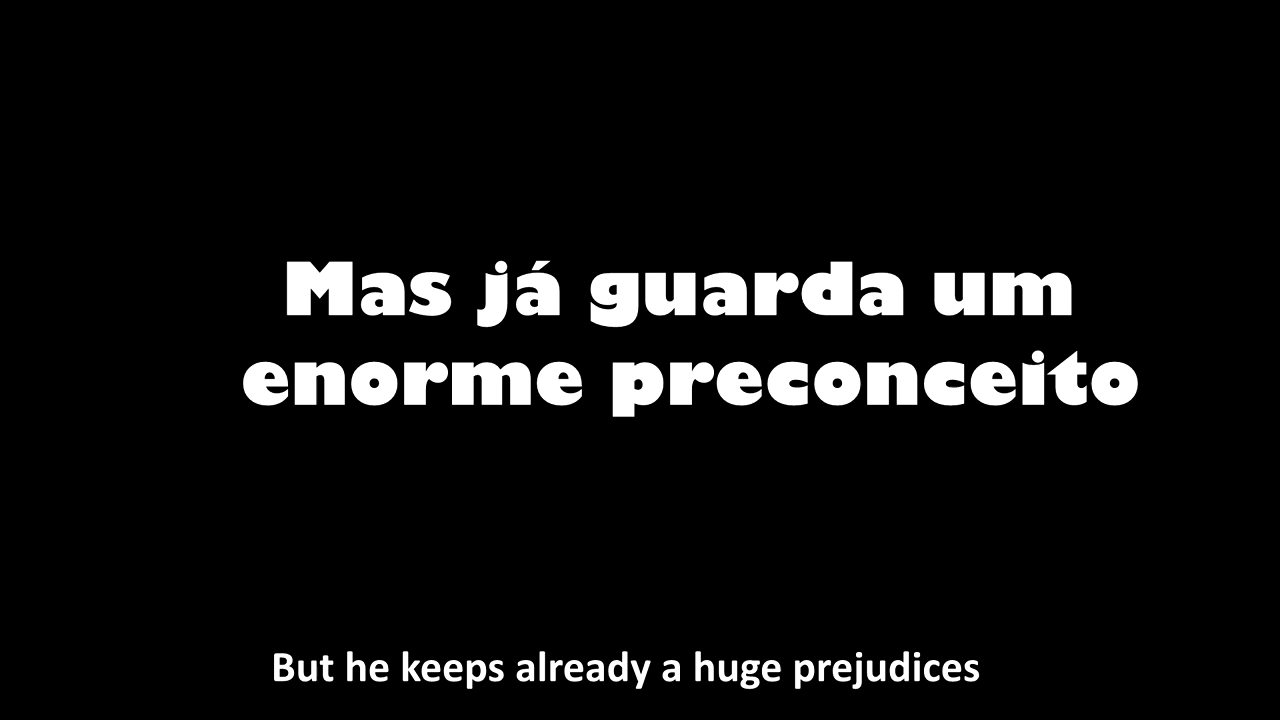 Mas já guarda um
enorme preconceito
But he keeps already a huge prejudices